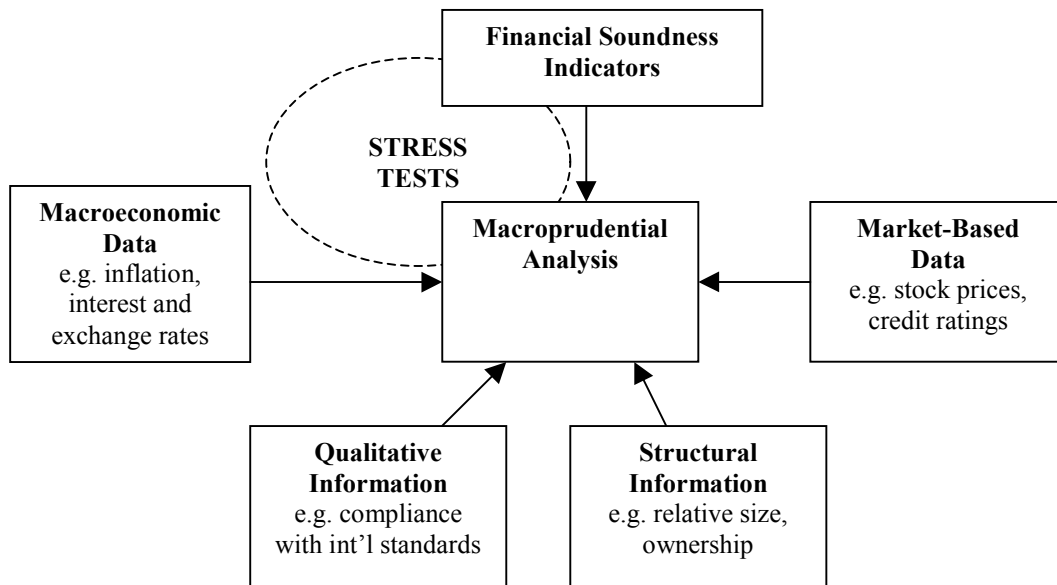 Financial Soundness
Indicators
STRESS
TESTS
Macroeconomic
Data
e.g. inflation,
interest and
exchange rates
Macroprudential
Analysis
Market-Based
Data
e.g. stock prices,
credit ratings
Qualitative
Information
e.g. compliance
with int’l standards
Structural
Information
e.g. relative size,
ownership